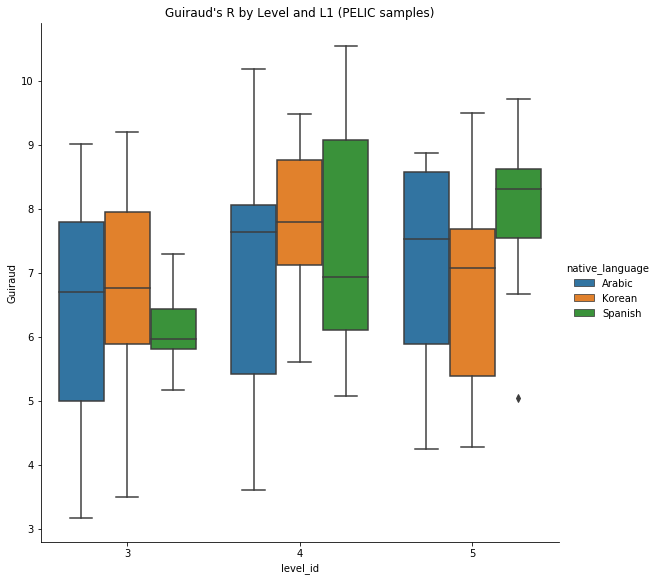 Guiraud's R by Level and L1 (PELIC samples)
10
9
8
7
6
5
4
3
Guiraud
3
4
5
level_id
native_language
Arabic
Korean
Spanish